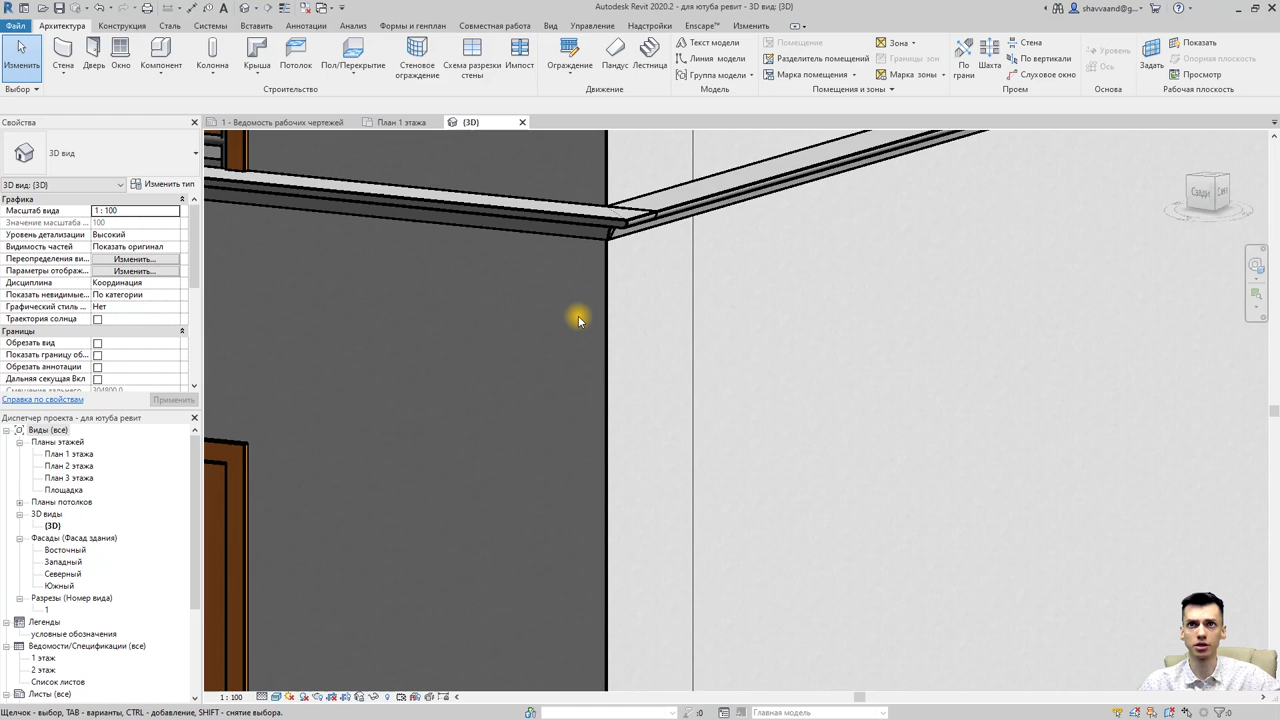 Autodesk Revit 2020.2 - для ютуба ревит - 3D вид: {3D}
shavvaand@g...
Файл Архитектура Конструкция Сталь Системы Вставить Аннотации Анализ Формы и генплан Совместная работа Вид Управление Надстройки Enscape™ Изменить
Изменить Стена Дверь Окно Компонент Колонна Крыша Потолок Пол/Перекрытие Стеновое ограждение Схема разрезки стены Импост Ограждение Пандус Лестница
Текст модели
Линия модели
Группа модели
Помещение
Разделитель помещений
Марка помещения
Зона
Границы зон
Марка зоны
По грани Шахта
Стена
По вертикали
Слуховое окно
Уровень
Ось
Задать
Показать
Опорная плоскость
Просмотр
Выбор Строительство Движение Модель Помещения и зоны Проем Основа Рабочая плоскость
Свойства
1 - Ведомость рабочих чертежей План 1 этажа {3D}
3D вид
3D вид: {3D} Изменить тип
Графика
Масштаб вида 1 : 100
Значение масштаба ... 100
Уровень детализации Высокий
Видимость частей Показать оригинал
Переопределения ви... Изменить...
Параметры отображ... Изменить...
Дисциплина Координация
Показать невидимые... По категории
Графический стиль ... Нет
Траектория солнца
Границы
Обрезать вид
Показать границу об...
Обрезать аннотации
Дальняя секущая Вкл
304800.0
Справка по свойствам Применить
Диспетчер проекта - для ютуба ревит
Виды (все)
Планы этажей
План 1 этажа
План 2 этажа
План 3 этажа
Площадка
Планы потолков
3D виды
{3D}
Фасады (Фасад здания)
Восточный
Западный
Северный
Южный
Разрезы (Номер вида)
1
Легенды
условные обозначения
Ведомости/Спецификации (все)
1 этаж
2 этаж
Список листов
Листы (все)
Сзади
1 : 100
Щелчок - выбор, TAB - варианты, CTRL - добавление, SHIFT - снятие выбора.
:0 Главная модель :0